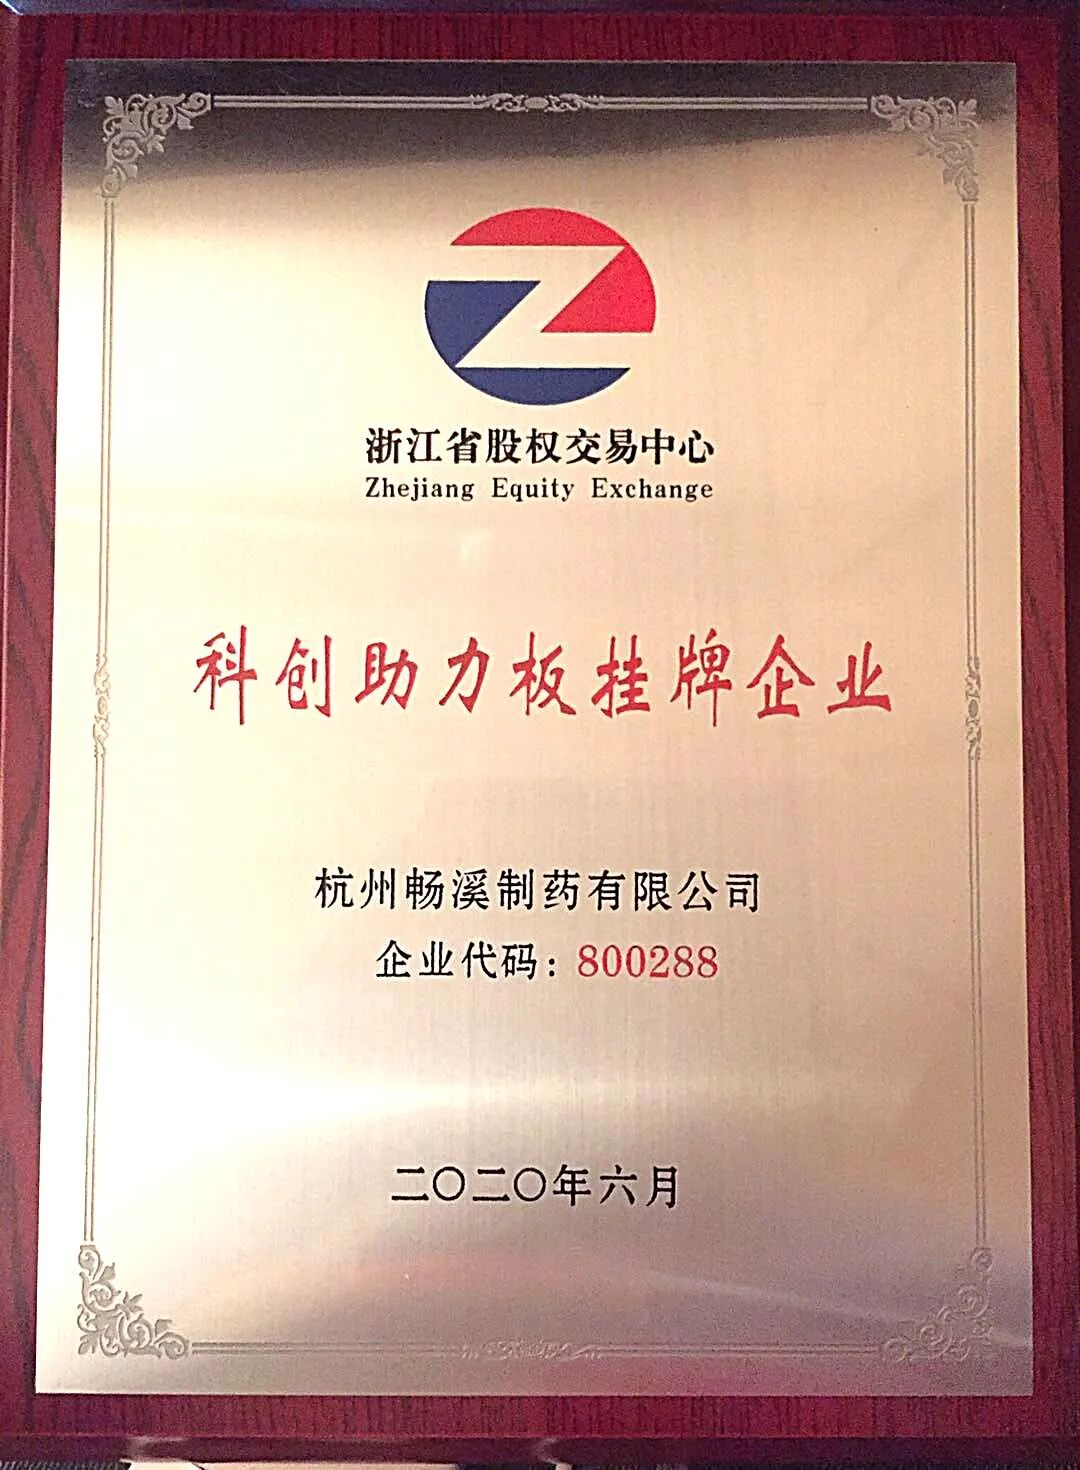 浙江省股权交易中心
Zhejiang Equity Exchange
科创助力板挂牌企业
杭州畅溪制药有限公司
企业代码：800288
二〇二〇年六月